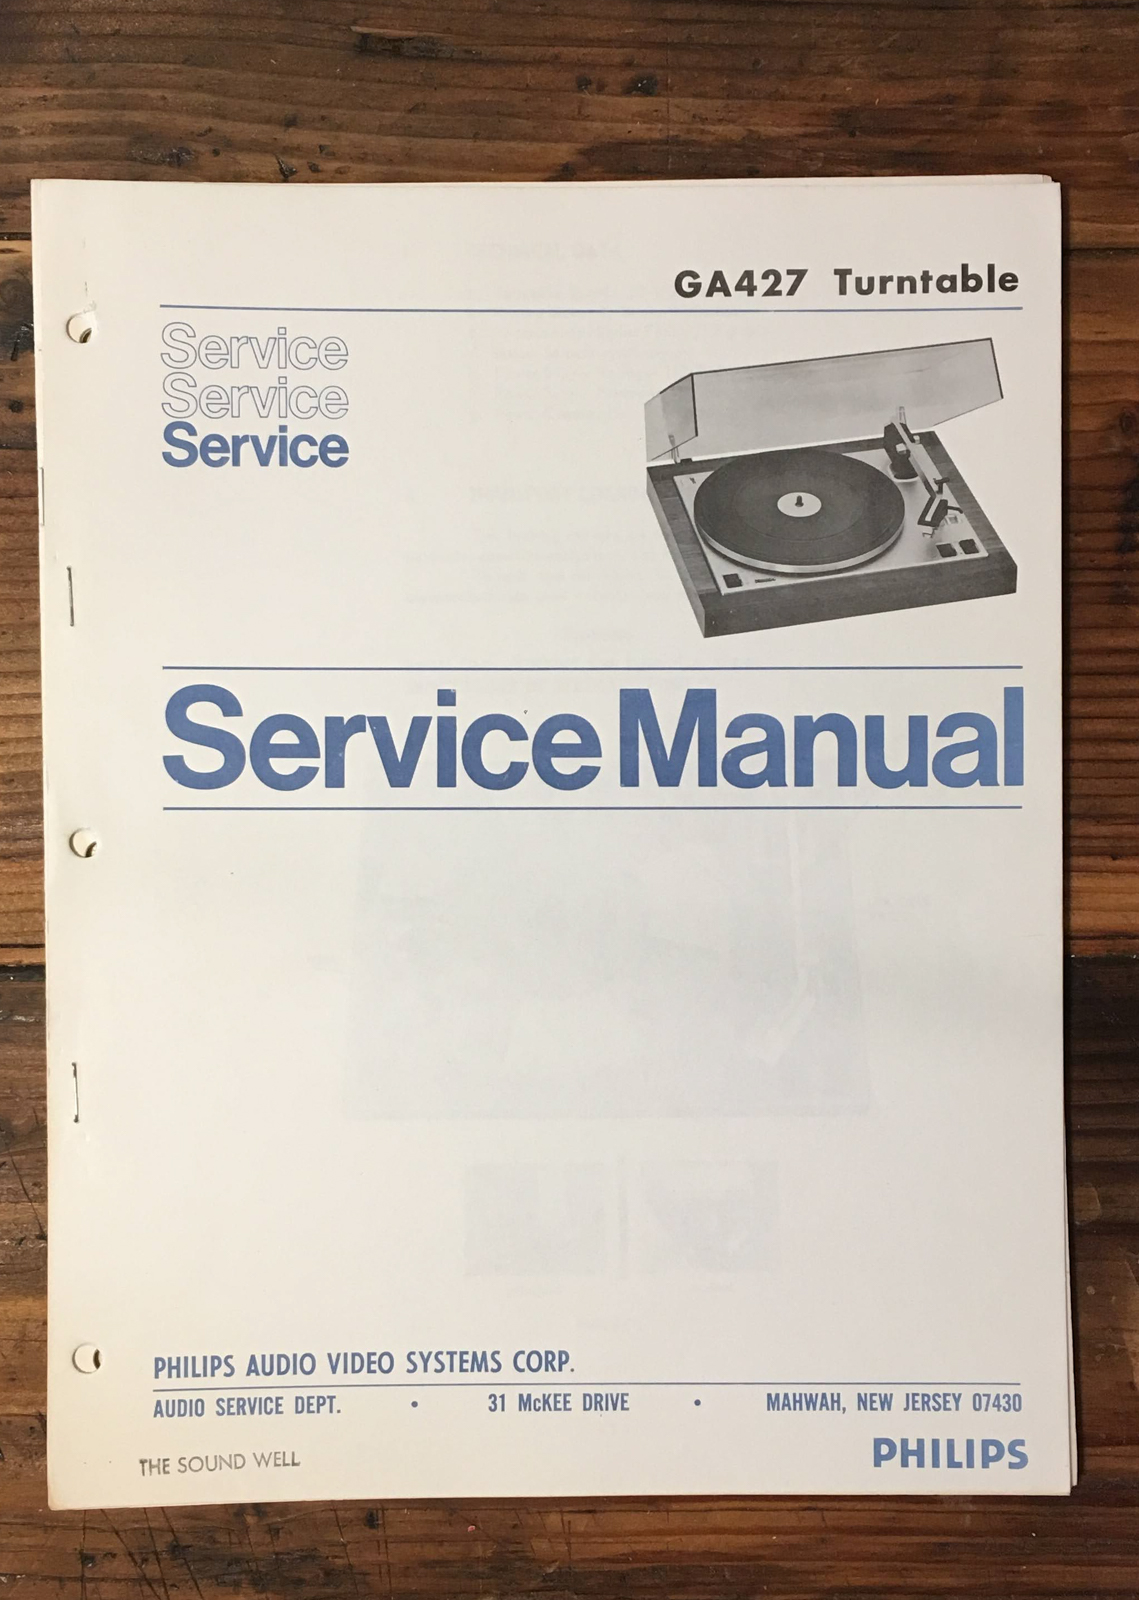 GA427 Turntable
Service
Service
Service
Service Manual
PHILIPS AUDIO VIDEO SYSTEMS CORP.
AUDIO SERVICE DEPT. • 31 McKEE DRIVE • MAHWAH, NEW JERSEY 07430
THE SOUND WELL
PHILIPS